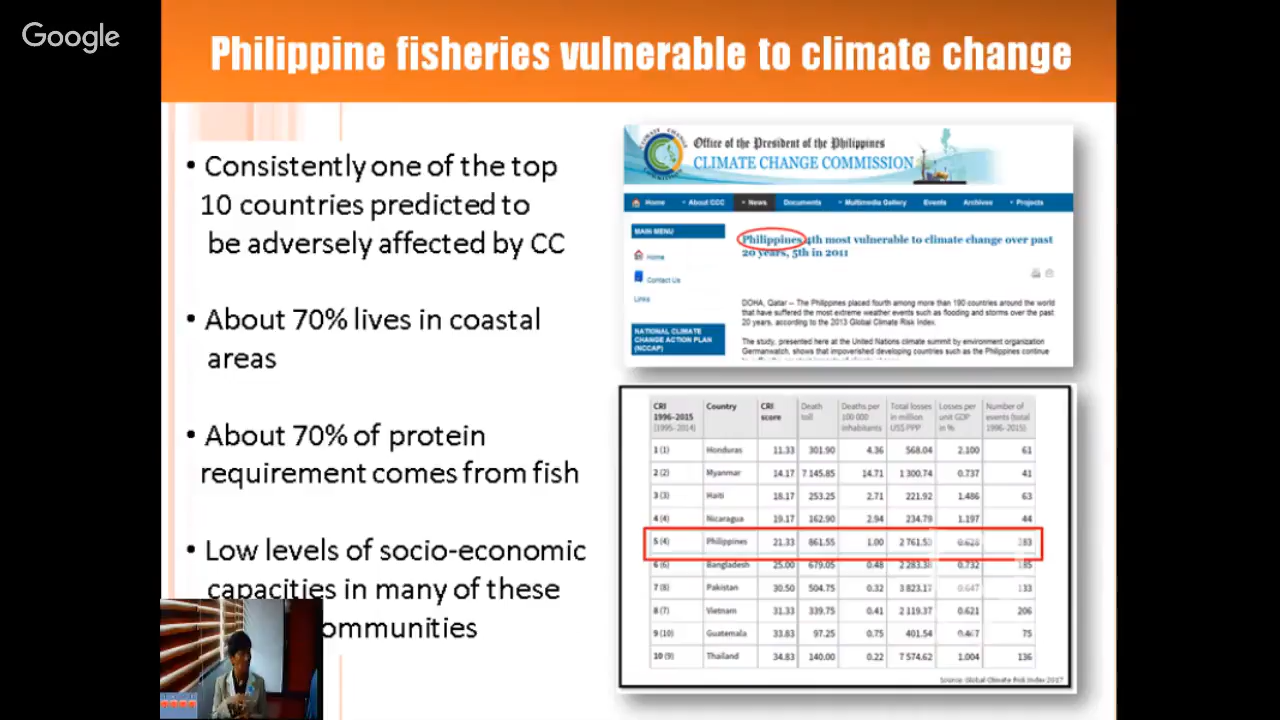 Google
Philippine fisheries vulnerable to climate change
• Consistently one of the top
10 countries predicted to
be adversely affected by CC
• About 70% lives in coastal
areas
• About 70% of protein
requirement comes from fish
• Low levels of socio-economic
capacities in many of these
ommunities
Office of the President of the Philippines
CLIMATE CHANGE COMMISSION
Home About CCC News Documents Multimedia Gallery Events Archives Projects
MAIN MENU
Home
Contact Us
Links
NATIONAL CLIMATE
CHANGE ACTION PLAN
(NCCAP)
Philippines 4th most vulnerable to climate change over past
20 years, 5th in 2011
DOHA, Qatar – The Philippines placed fourth among more than 190 countries around the world
that have suffered the most extreme weather events such as flooding and storms over the past
20 years, according to the 2013 Global Climate Risk Index.
The study, presented here at the United Nations climate summit by environment organization
Germanwatch, shows that impoverished developing countries such as the Philippines continue
CRI 1996-2015 (1995-2014) Country CRI score Death toll Deaths per 100 000 inhabitants Total losses in million US$ PPP Losses per unit GDP in % Number of events (total 1996-2015)
1 (1) Honduras 11.33 301.90 4.36 568.04 2.100 61
2 (2) Myanmar 14.17 7 145.85 14.71 1 300.74 0.737 41
3 (3) Haiti 18.17 253.25 2.71 221.92 1.486 63
4 (4) Nicaragua 19.17 162.90 2.94 234.79 1.197 44
5 (4) Philippines 21.33 861.55 1.00 2 761.53 0.628 283
6 (6) Bangladesh 25.00 679.05 0.48 2 283.38 0.732 185
7 (8) Pakistan 30.50 504.75 0.32 3 823.17 0.647 133
8 (7) Vietnam 31.33 339.75 0.41 2 119.37 0.621 206
9 (10) Guatemala 33.83 97.25 0.75 401.54 0.467 75
10 (9) Thailand 34.83 140.00 0.22 7 574.62 1.004 136
Source: Global Climate Risk Index 2017